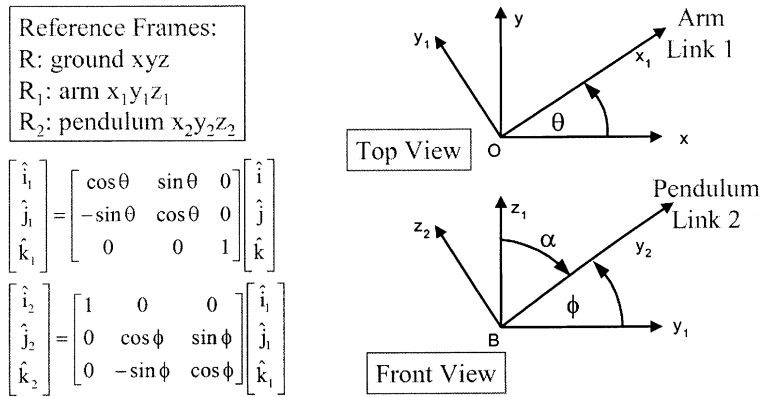 Reference Frames:
R: ground xyz
R₁: arm x₁y₁z₁
R₂: pendulum x₂y₂z₂
[î₁ ĵ₁ k̂₁] = [cosθ sinθ 0; −sinθ cosθ 0; 0 0 1] [î ĵ k̂]
[î₂ ĵ₂ k̂₂] = [1 0 0; 0 cosϕ sinϕ; 0 −sinϕ cosϕ] [î₁ ĵ₁ k̂₁]
y
y₁
Arm
Link 1
x₁
θ
O
x
Top View
Pendulum
Link 2
z₁
z₂
α
y₂
ϕ
B
y₁
Front View